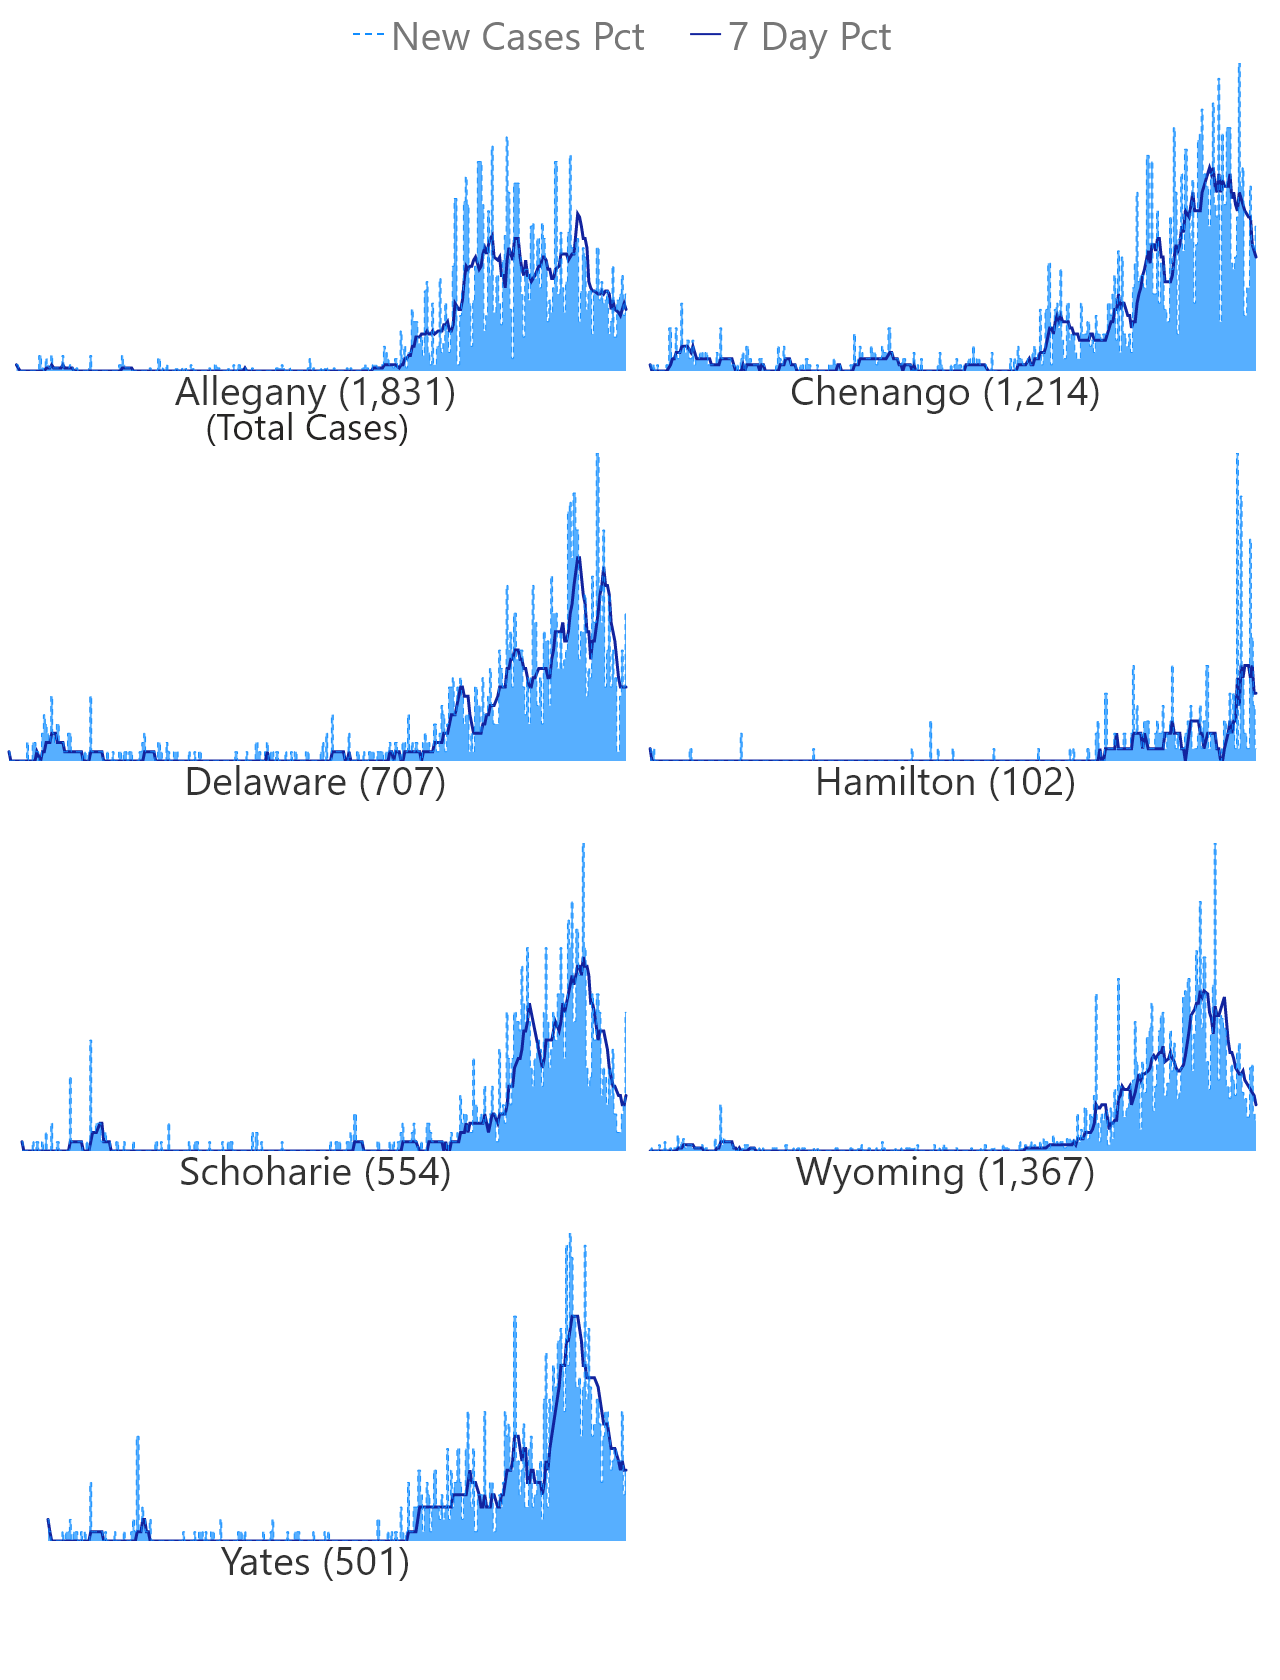 New Cases Pct 7 Day Pct
Allegany (1,831) Chenango (1,214)
(Total Cases)
Delaware (707) Hamilton (102)
Schoharie (554) Wyoming (1,367)
Yates (501)